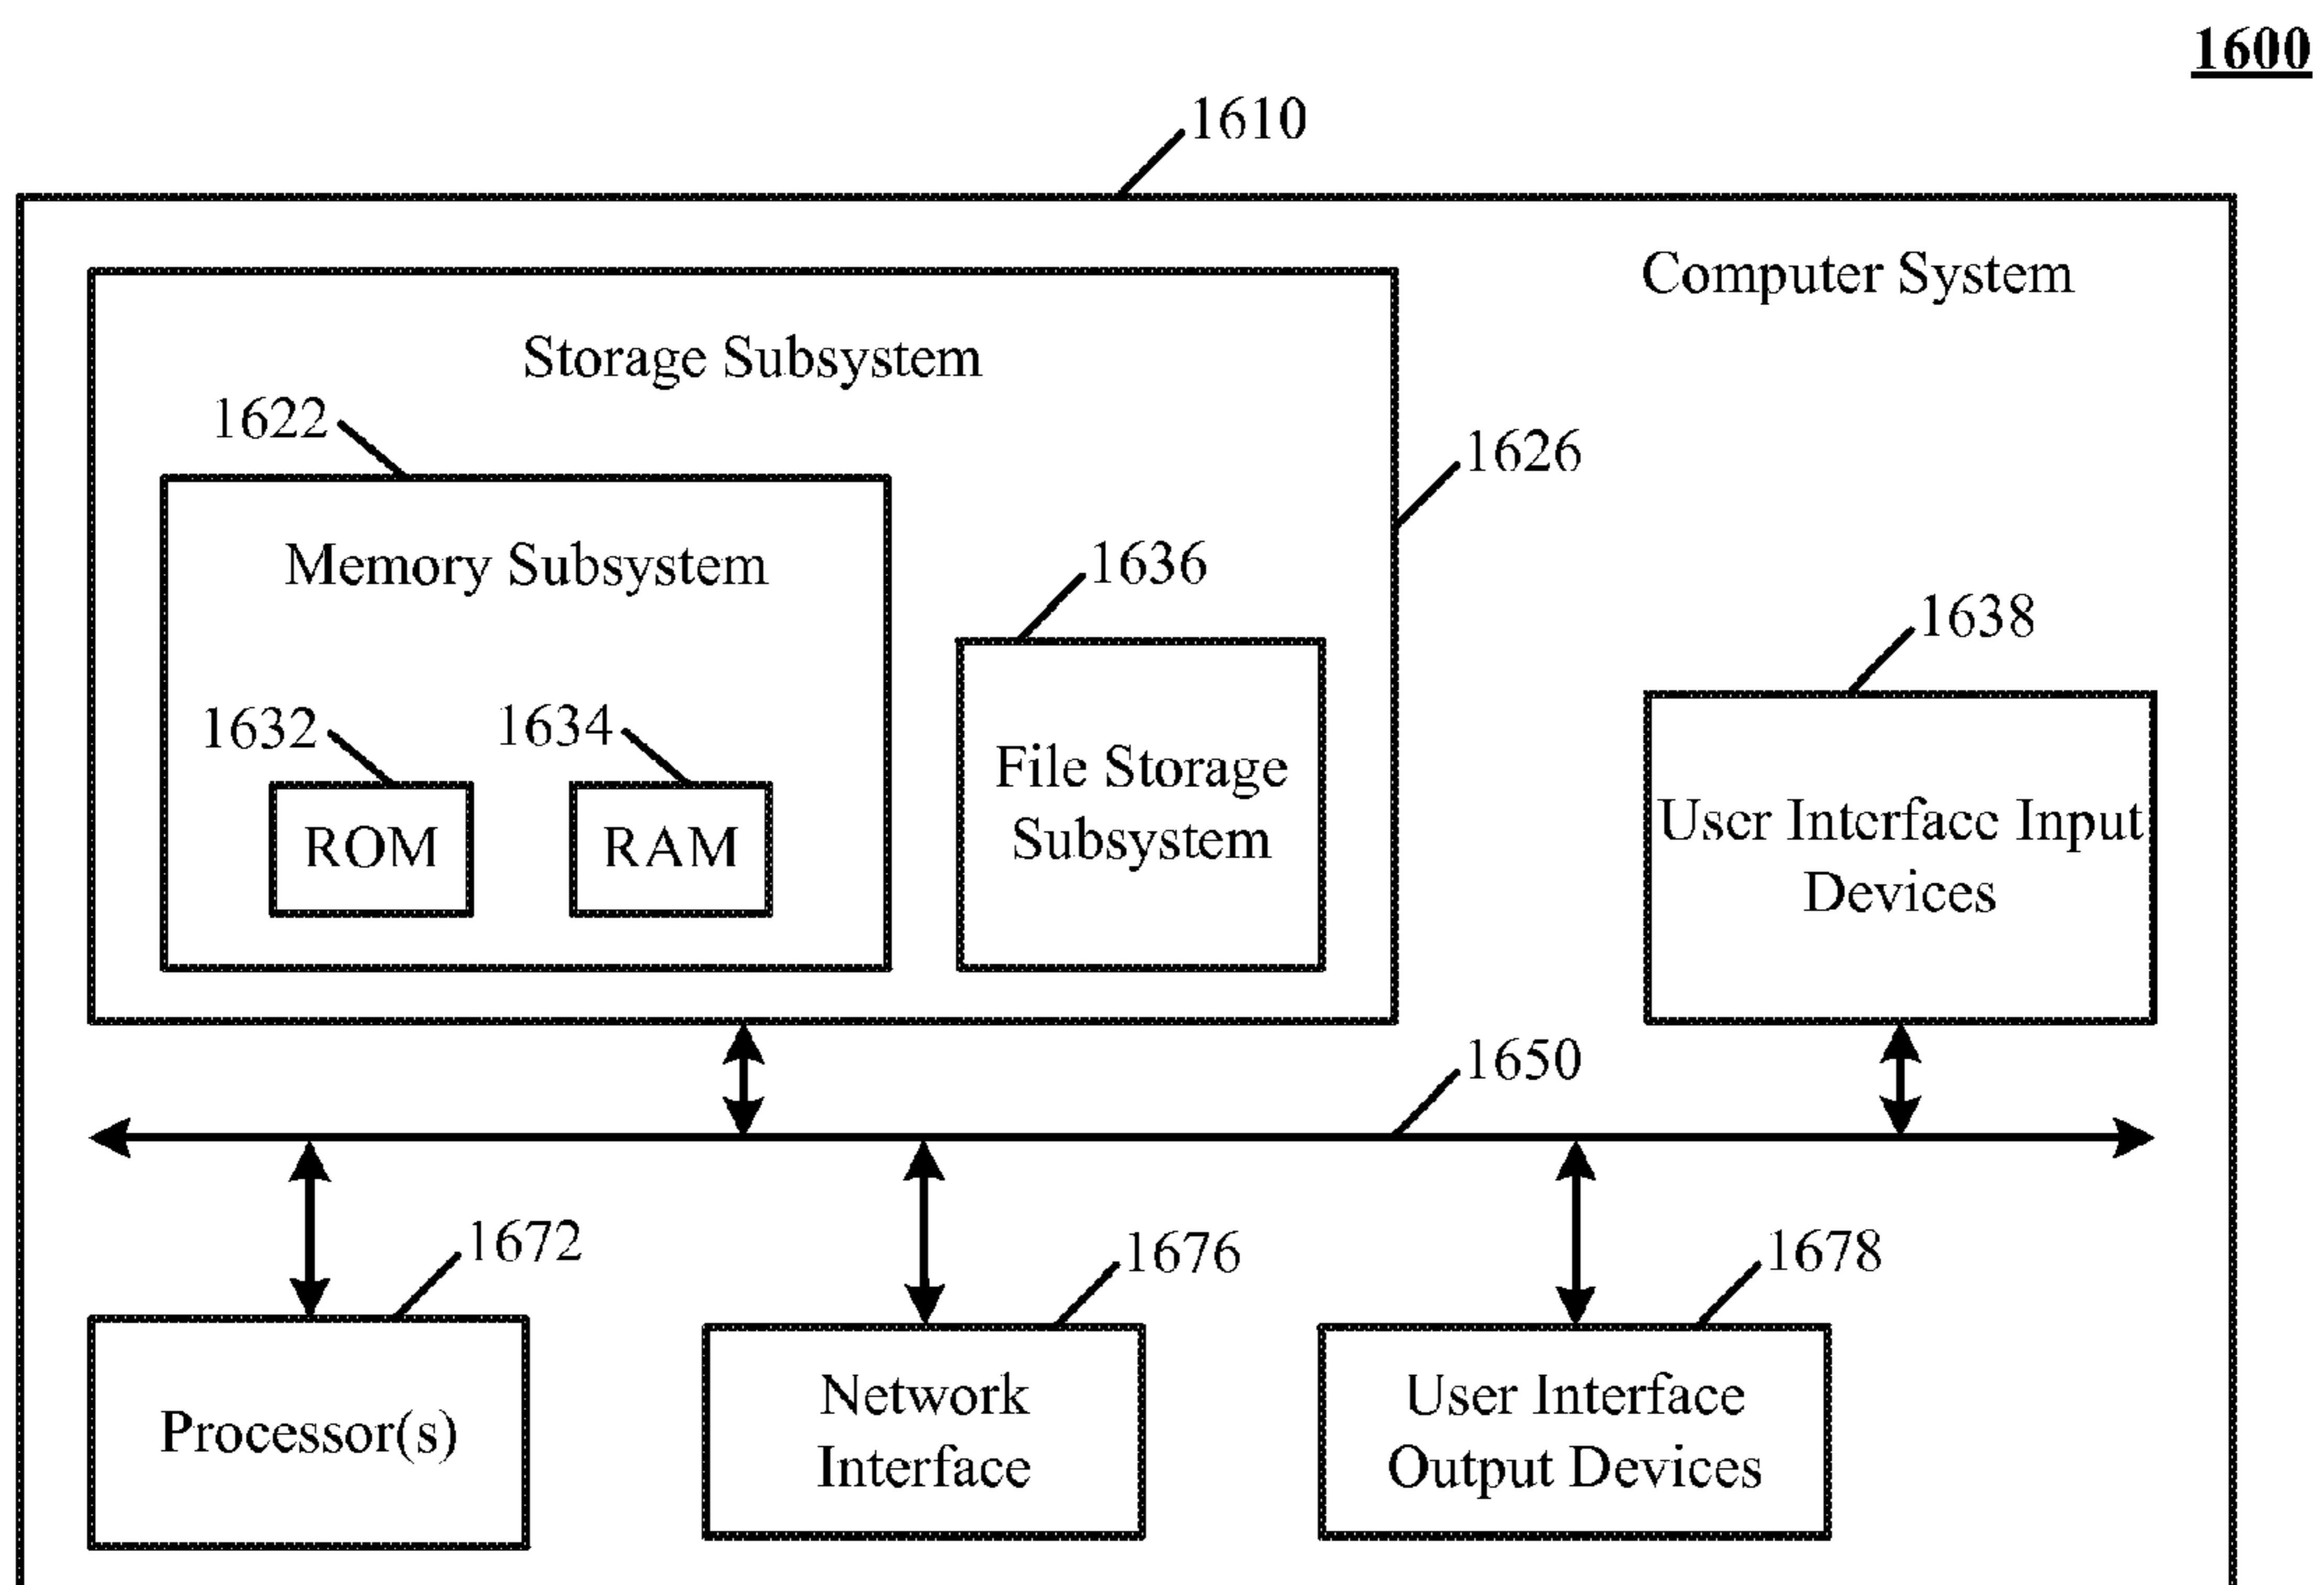 1600
1610
Computer System
Storage Subsystem
1622
1626
Memory Subsystem
1636
1638
1632
1634
File Storage
Subsystem
ROM
RAM
User Interface Input
Devices
1650
1672
1676
1678
Processor(s)
Network
Interface
User Interface
Output Devices